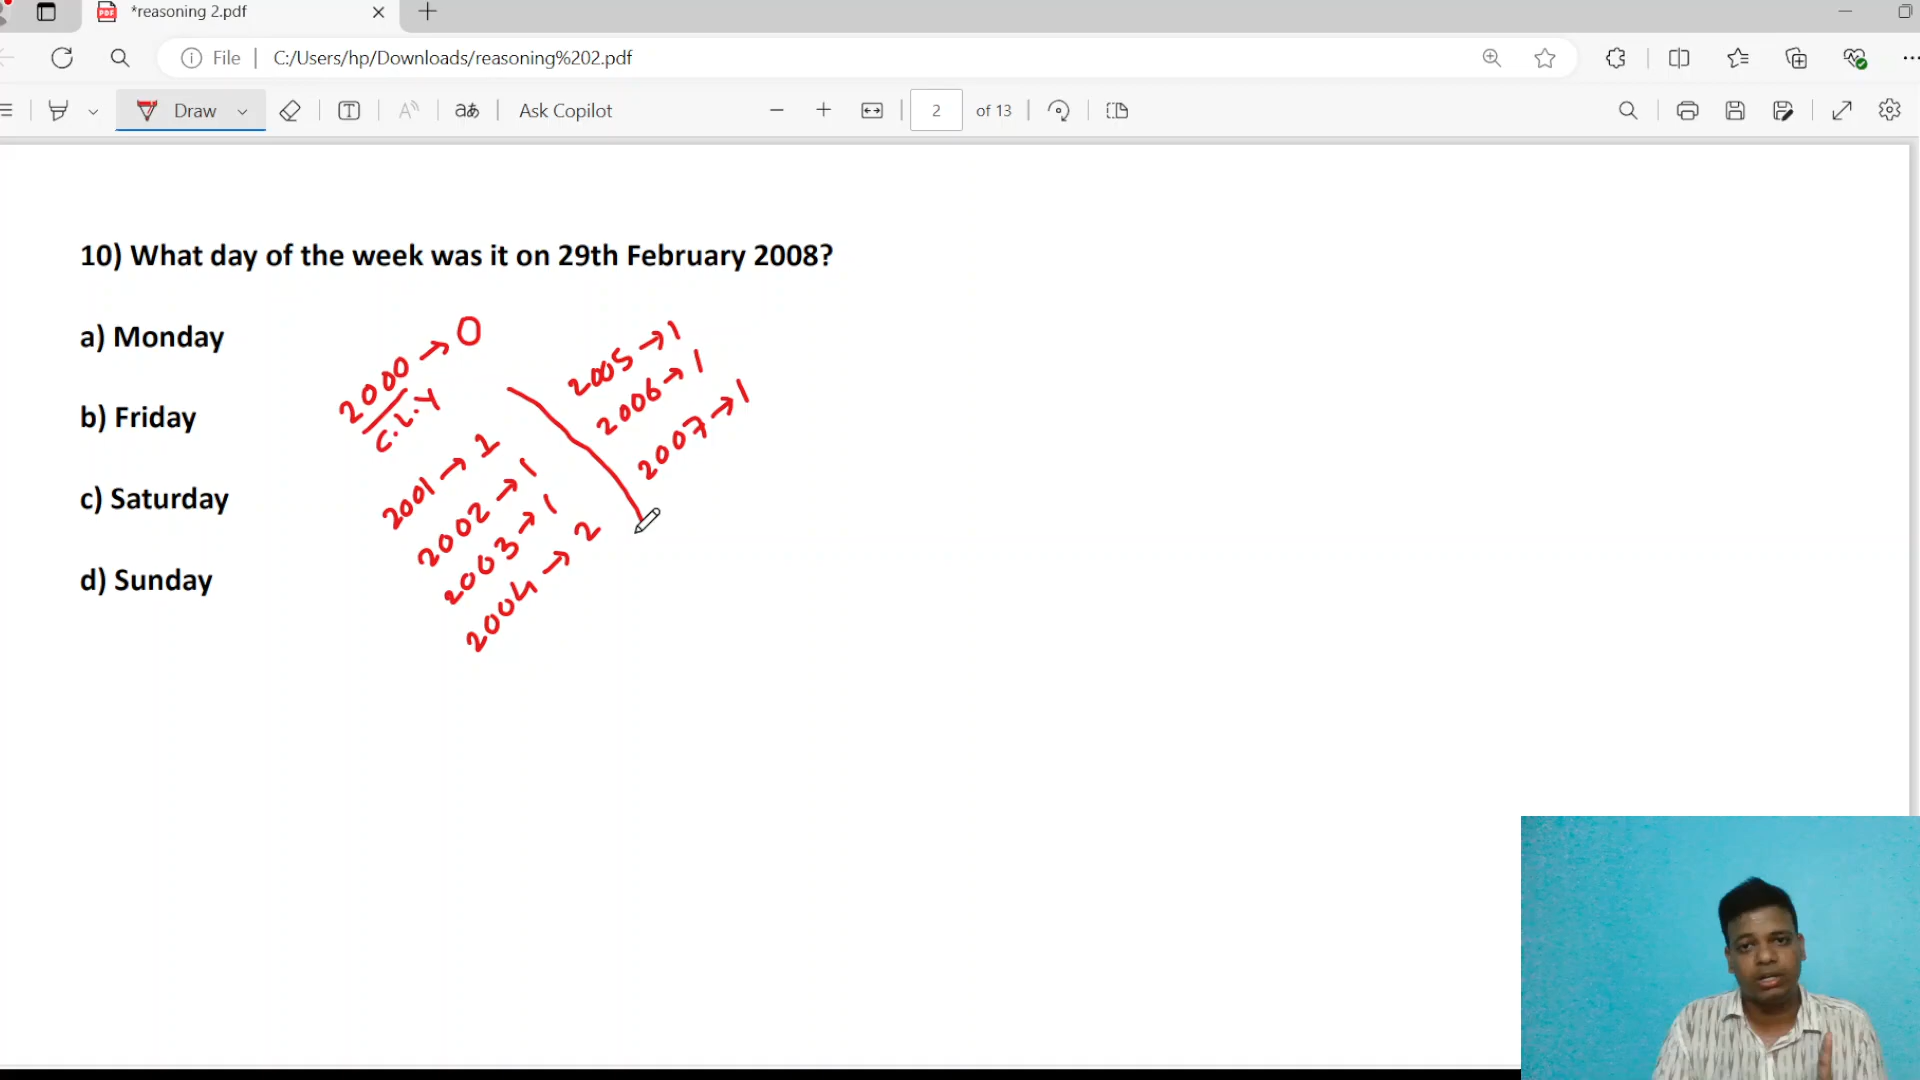 *reasoning 2.pdf
File C:/Users/hp/Downloads/reasoning%202.pdf
Draw Ask Copilot 2 of 13
10) What day of the week was it on 29th February 2008?
a) Monday
b) Friday
c) Saturday
d) Sunday
2000 → 0
C.L.Y
2001 → 1
2002 → 1
2003 → 1
2004 → 2
2005 → 1
2006 → 1
2007 → 1